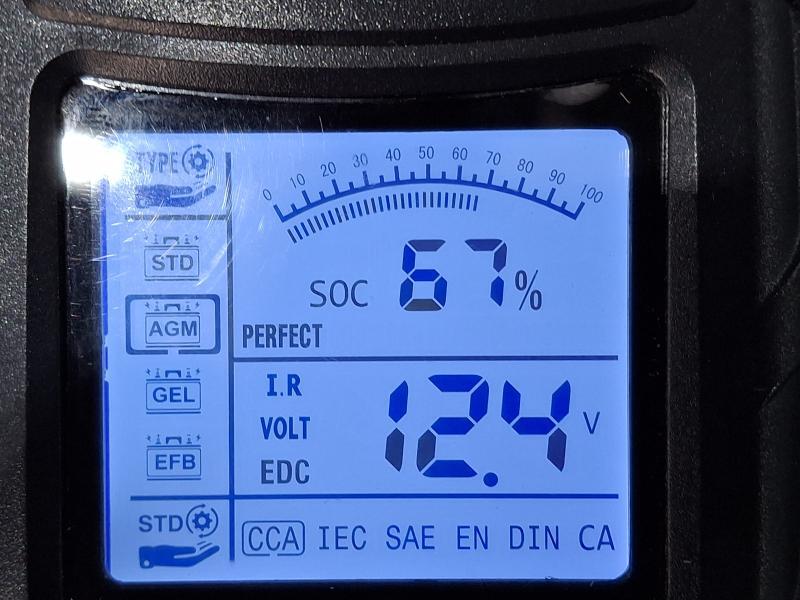 TYPE
0 10 20 30 40 50 60 70 80 90 100
STD
SOC 67%
AGM
PERFECT
I.R
GEL
VOLT 12.4 V
EFB
EDC
STD
CCA IEC SAE EN DIN CA